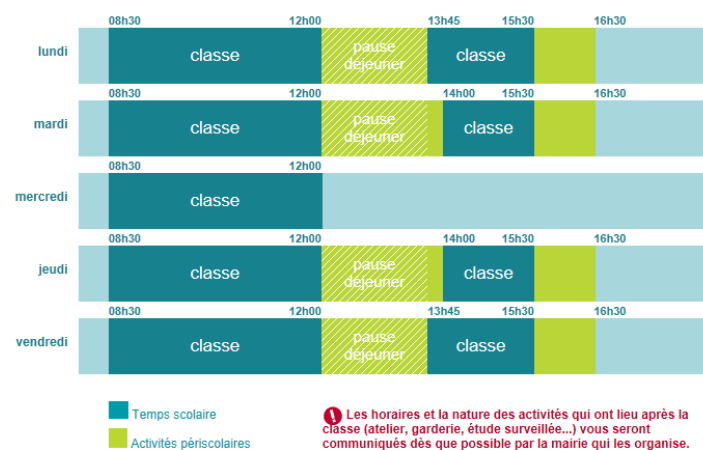 08h30 12h00 13h45 15h30 16h30
lundi classe pause déjeuner classe
08h30 12h00 14h00 15h30 16h30
mardi classe pause déjeuner classe
08h30 12h00
mercredi classe
08h30 12h00 14h00 15h30 16h30
jeudi classe pause déjeuner classe
08h30 12h00 13h45 15h30 16h30
vendredi classe pause déjeuner classe
Temps scolaire
Activités périscolaires
! Les horaires et la nature des activités qui ont lieu après la
classe (atelier, garderie, étude surveillée...) vous seront
communiqués dès que possible par la mairie qui les organise.